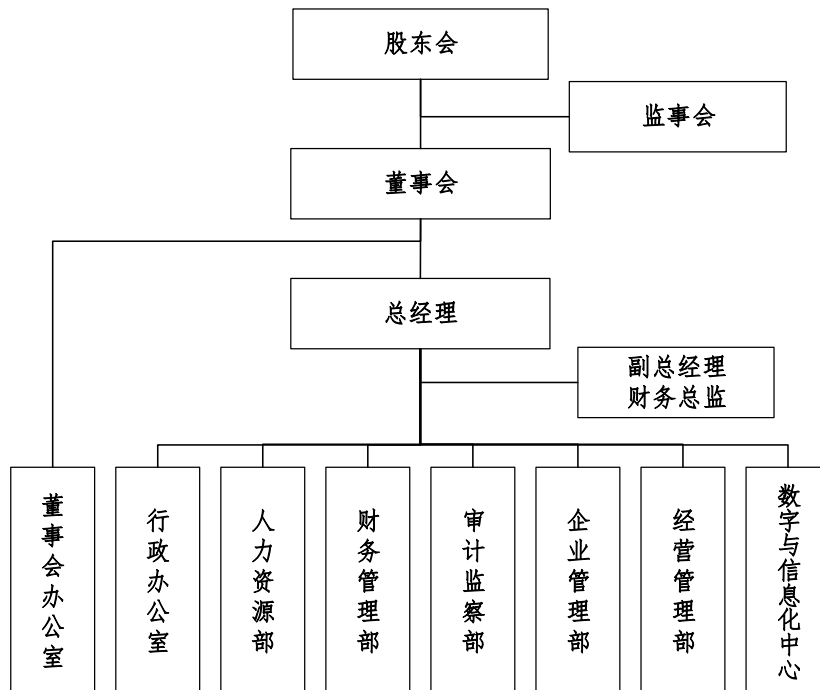 股东会
监事会
董事会
总经理
副总经理
财务总监
董事会办公室
行政办公室
人力资源部
财务管理部
审计监察部
企业管理部
经营管理部
数字与信息化中心